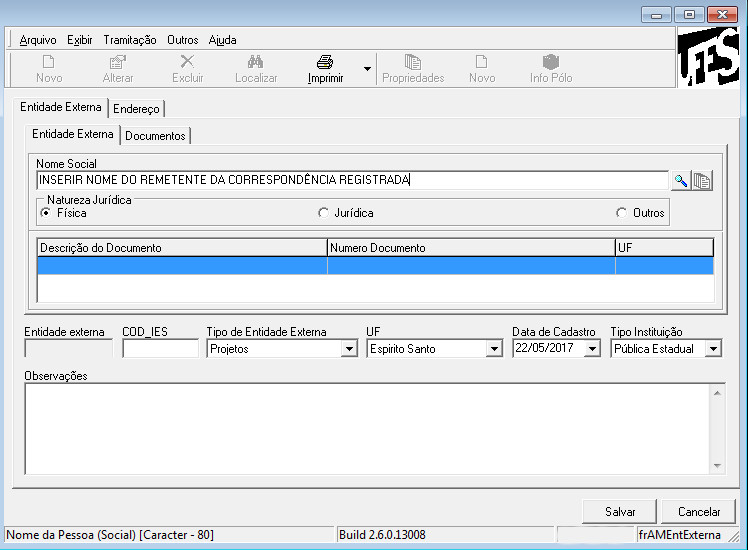 Arquivo Exibir Tramitação Outros Ajuda
UFES
Novo Alterar Excluir Localizar Imprimir Propriedades Novo Info Pólo
Entidade Externa Endereço
Entidade Externa Documentos
Nome Social
INSERIR NOME DO REMETENTE DA CORRESPONDÊNCIA REGISTRADA
Natureza Jurídica
Física Jurídica Outros
Descrição do Documento Numero Documento UF
Entidade externa COD_IES Tipo de Entidade Externa UF Data de Cadastro Tipo Instituição
Projetos Espirito Santo 22/05/2017 Pública Estadual
Observações
Salvar Cancelar
Nome da Pessoa (Social) [Caracter - 80] Build 2.6.0.13008 frAMEntExterna